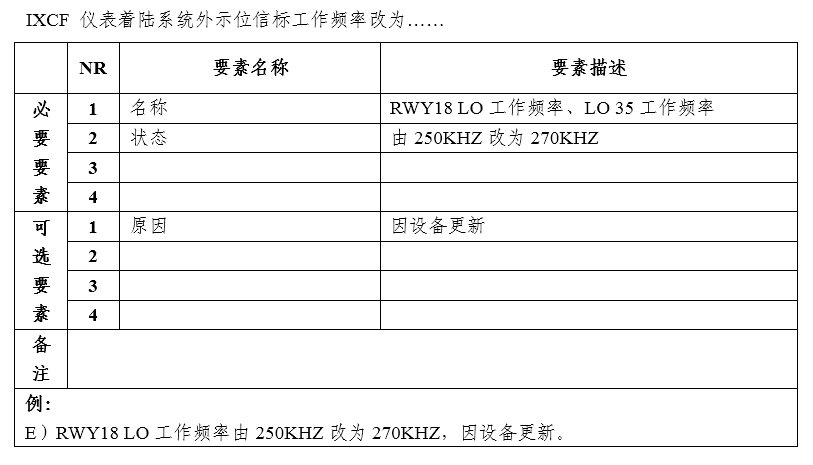 IXCF 仪表着陆系统外示位信标工作频率改为……
NR 要素名称 要素描述
必要要素
1 名称 RWY18 LO 工作频率、LO 35 工作频率
2 状态 由 250KHZ 改为 270KHZ
3
4
可选要素
1 原因 因设备更新
2
3
4
备注
例：
E）RWY18 LO 工作频率由 250KHZ 改为 270KHZ，因设备更新。